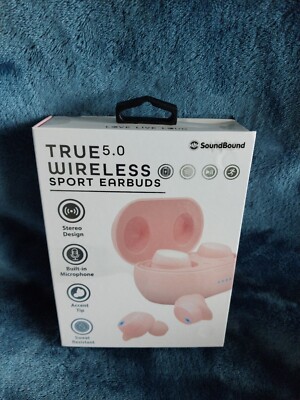 SoundBound
TRUE 5.0
WIRELESS
SPORT EARBUDS
Stereo
Design
Built-in
Microphone
Accent
Tip
Sweat
Resistant